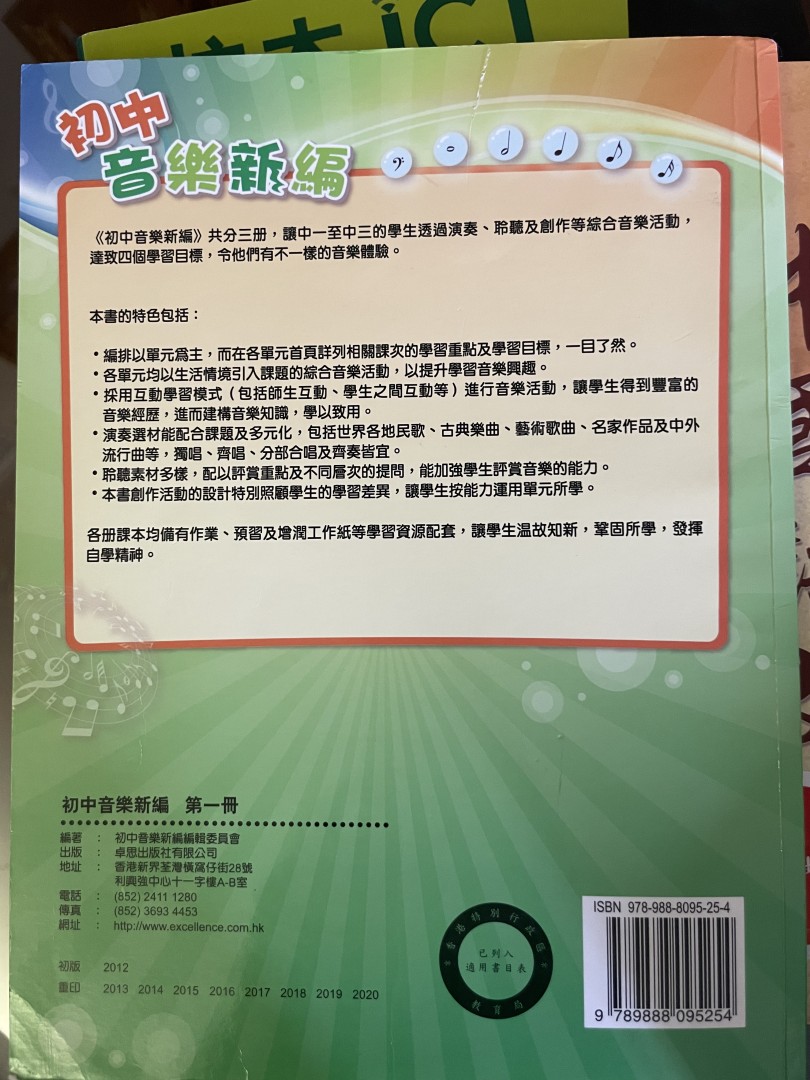 iCT
初中
音樂新編
《初中音樂新編》共分三册，讓中一至中三的學生透過演奏、聆聽及創作等綜合音樂活動，
達致四個學習目標，令他們有不一樣的音樂體驗。
本書的特色包括：
•編排以單元為主，而在各單元首頁詳列相關課次的學習重點及學習目標，一目了然。
•各單元均以生活情境引入課題的綜合音樂活動，以提升學習音樂興趣。
•採用互動學習模式（包括師生互動、學生之間互動等）進行音樂活動，讓學生得到豐富的
音樂經歷，進而建構音樂知識，學以致用。
•演奏選材能配合課題及多元化，包括世界各地民歌、古典樂曲、藝術歌曲、名家作品及中外
流行曲等，獨唱、齊唱、分部合唱及齊奏皆宜。
•聆聽素材多樣，配以評賞重點及不同層次的提問，能加強學生評賞音樂的能力。
•本書創作活動的設計特別照顧學生的學習差異，讓學生按能力運用單元所學。
各册課本均備有作業、預習及增潤工作紙等學習資源配套，讓學生温故知新，鞏固所學，發揮
自學精神。
初中音樂新編 第一冊
編著 ： 初中音樂新編編輯委員會
出版 ： 卓思出版社有限公司
地址 ： 香港新界荃灣橫窩仔街28號
利興強中心十一字樓A-B室
電話 ： (852) 2411 1280
傳真 ： (852) 3693 4453
網址 ： http://www.excellence.com.hk
初版 2012
重印 2013 2014 2015 2016 2017 2018 2019 2020
香港特別行政區
已列入
適用書目表
教育局
ISBN 978-988-8095-25-4
9 789888 095254